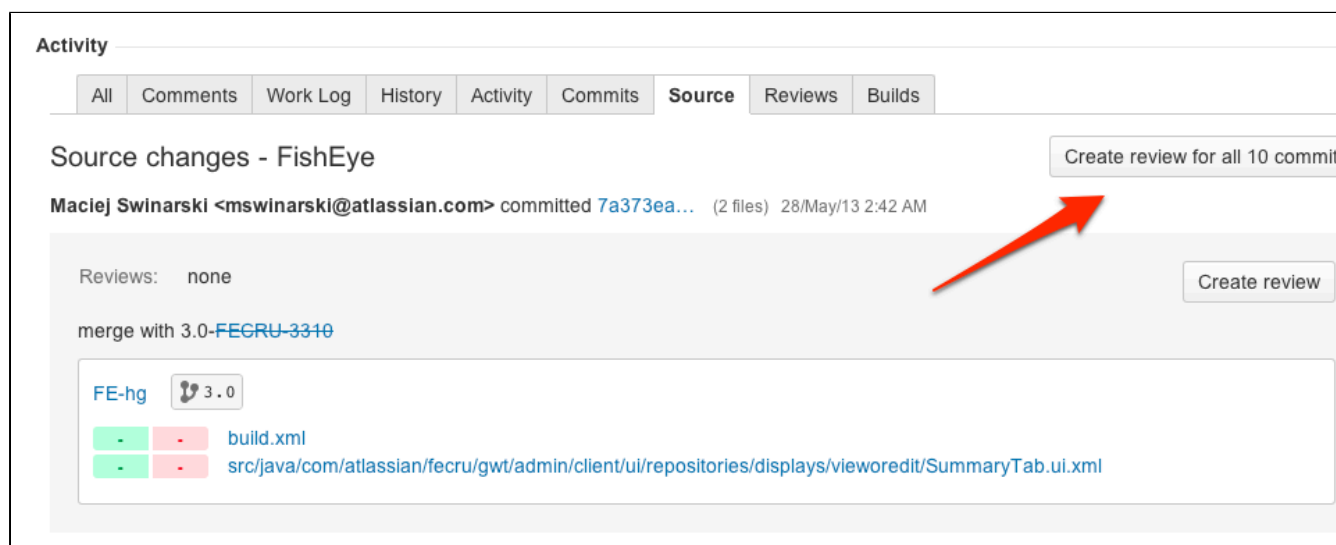 Activity
All Comments Work Log History Activity Commits Source Reviews Builds
Source changes - FishEye
Create review for all 10 commit
Maciej Swinarski <mswinarski@atlassian.com> committed 7a373ea... (2 files) 28/May/13 2:42 AM
Reviews: none
Create review
merge with 3.0-FECRU-3310
FE-hg 3.0
- - build.xml
- - src/java/com/atlassian/fecru/gwt/admin/client/ui/repositories/displays/vieworedit/SummaryTab.ui.xml